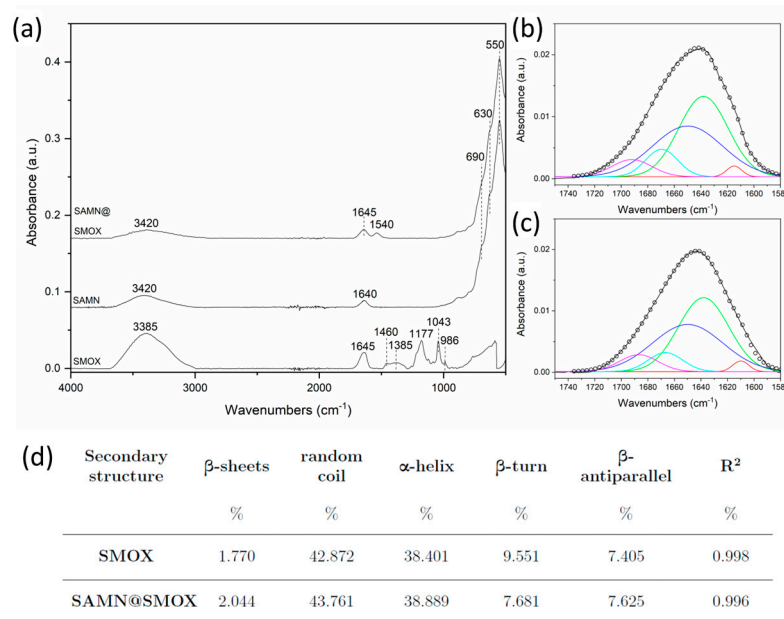 (a)
550
630
690
1645
1540
SAMN@
SMOX
3420
SAMN
3420
1640
SMOX
3385
1645
1460
1385
1177
1043
986
0.4
0.3
0.2
0.1
0.0
Absorbance (a.u.)
4000 3000 2000 1000
Wavenumbers (cm⁻¹)
(b)
0.02
0.01
0.00
Absorbance (a.u.)
1740 1720 1700 1680 1660 1640 1620 1600 158
Wavenumbers (cm⁻¹)
(c)
0.02
0.01
0.00
Absorbance (a.u.)
1740 1720 1700 1680 1660 1640 1620 1600 158
Wavenumbers (cm⁻¹)
(d)
Secondary structure β-sheets random coil α-helix β-turn β-antiparallel R²
% % % % % %
SMOX 1.770 42.872 38.401 9.551 7.405 0.998
SAMN@SMOX 2.044 43.761 38.889 7.681 7.625 0.996